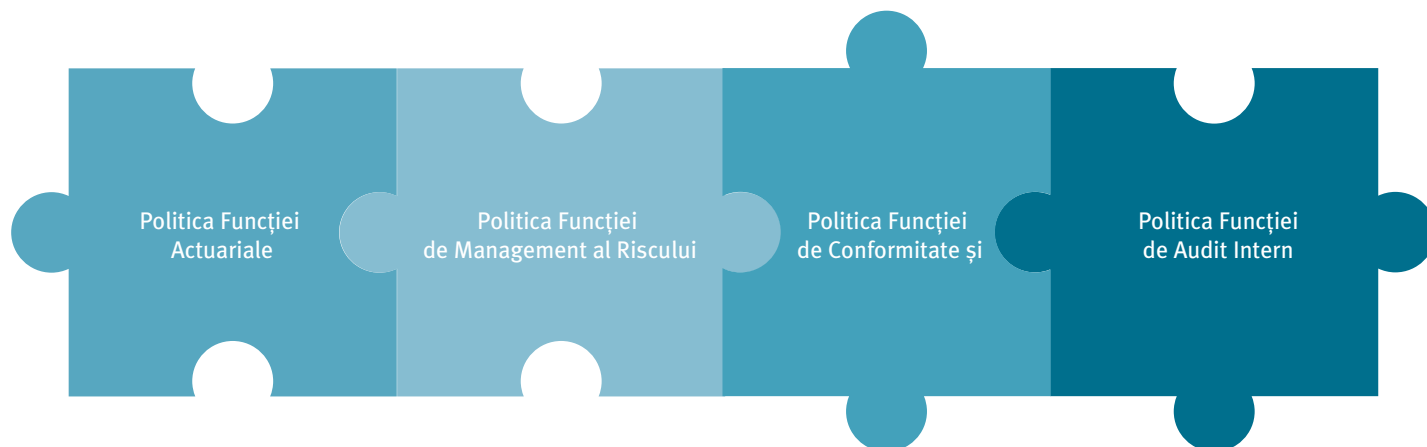 Politica Funcției
Actuariale
Politica Funcției
de Management al Riscului
Politica Funcției
de Conformitate și
Politica Funcției
de Audit Intern